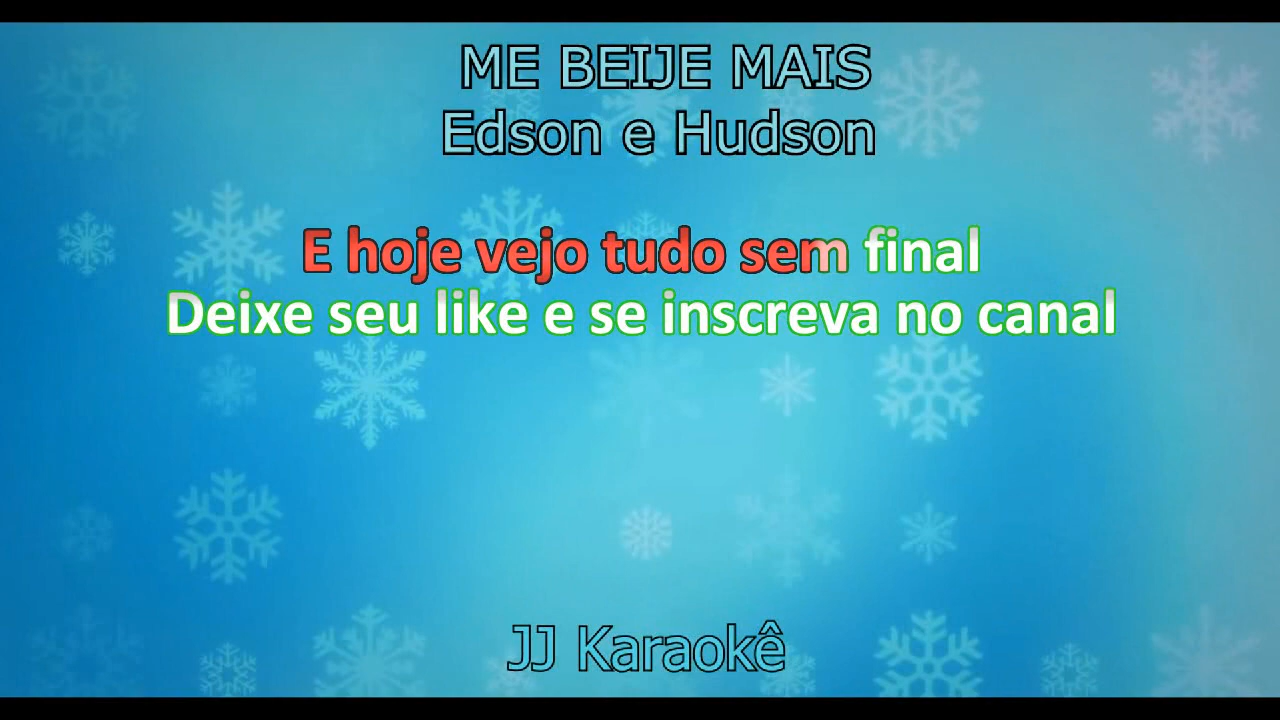 ME BEIJE MAIS
Edson e Hudson
E hoje vejo tudo sem final
Deixe seu like e se inscreva no canal
JJ Karaokê